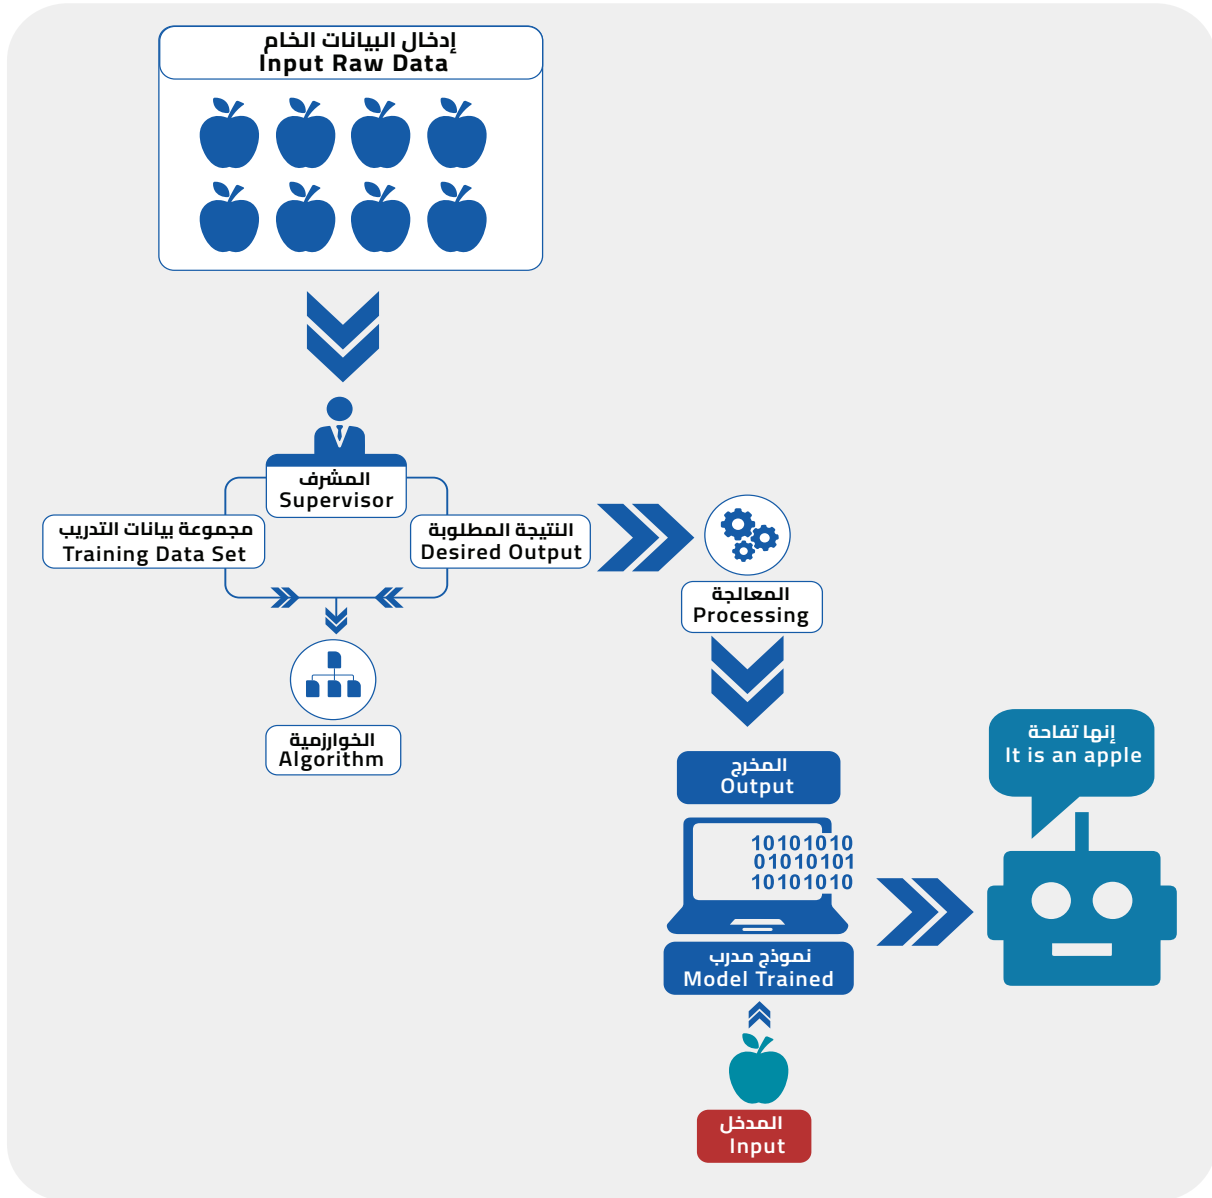 إدخال البيانات الخام
Input Raw Data
المشرف
Supervisor
مجموعة بيانات التدريب
Training Data Set
النتيجة المطلوبة
Desired Output
المعالجة
Processing
الخوارزمية
Algorithm
المخرج
Output
10101010
01010101
10101010
نموذج مدرب
Model Trained
إنها تفاحة
It is an apple
المدخل
Input